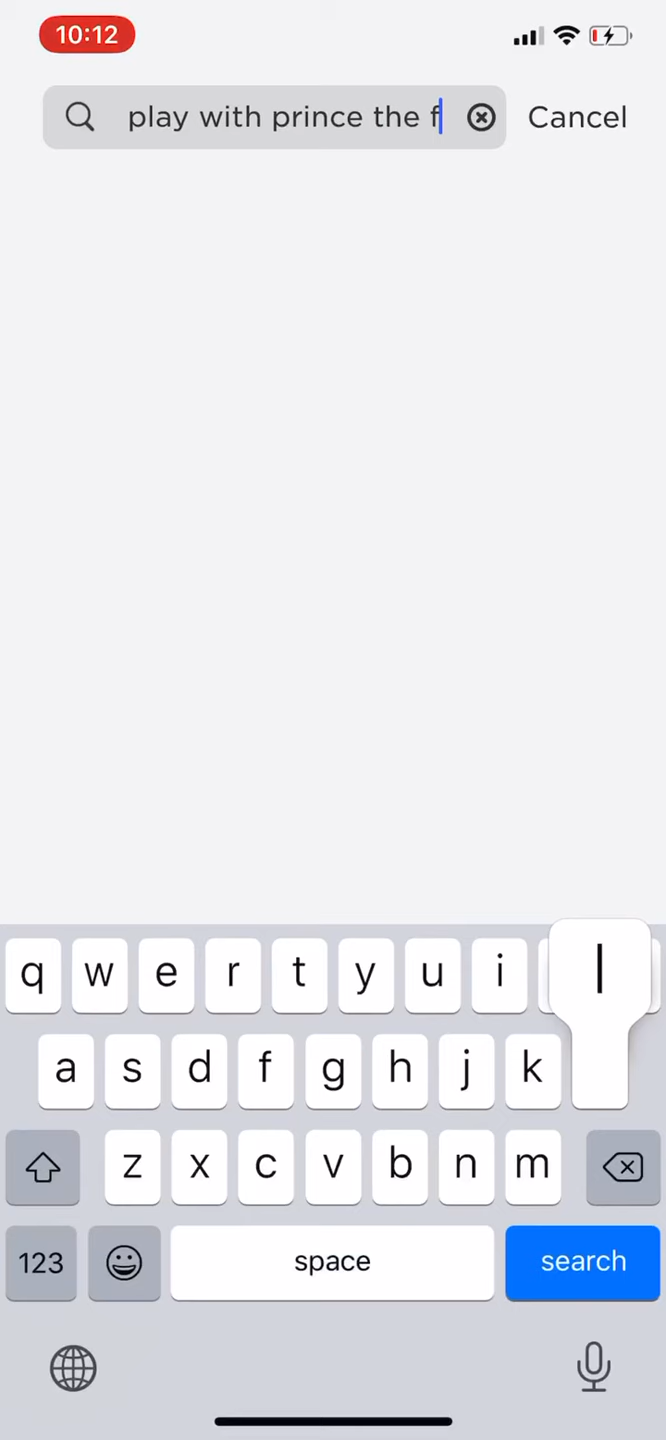 10:12
play with prince the f
Cancel
q w e r t y u i
l
a s d f g h j k
z x c v b n m
123
space
search